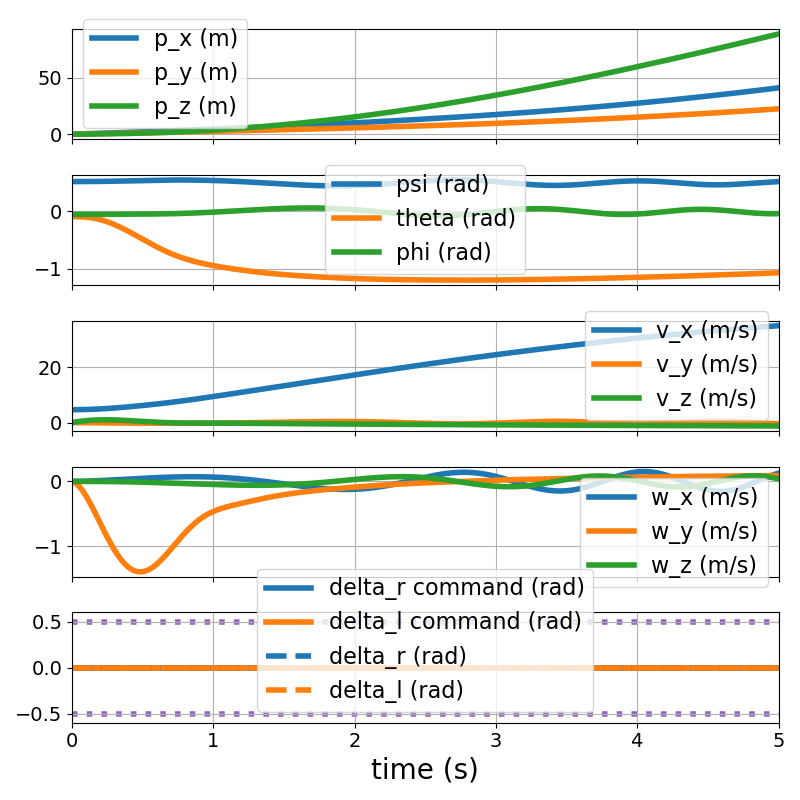 p_x (m)
p_y (m)
p_z (m)
50
0
psi (rad)
theta (rad)
phi (rad)
0
−1
v_x (m/s)
v_y (m/s)
v_z (m/s)
20
0
w_x (m/s)
w_y (m/s)
w_z (m/s)
0
−1
delta_r command (rad)
delta_l command (rad)
delta_r (rad)
delta_l (rad)
0.5
0.0
−0.5
0 1 2 3 4 5
time (s)